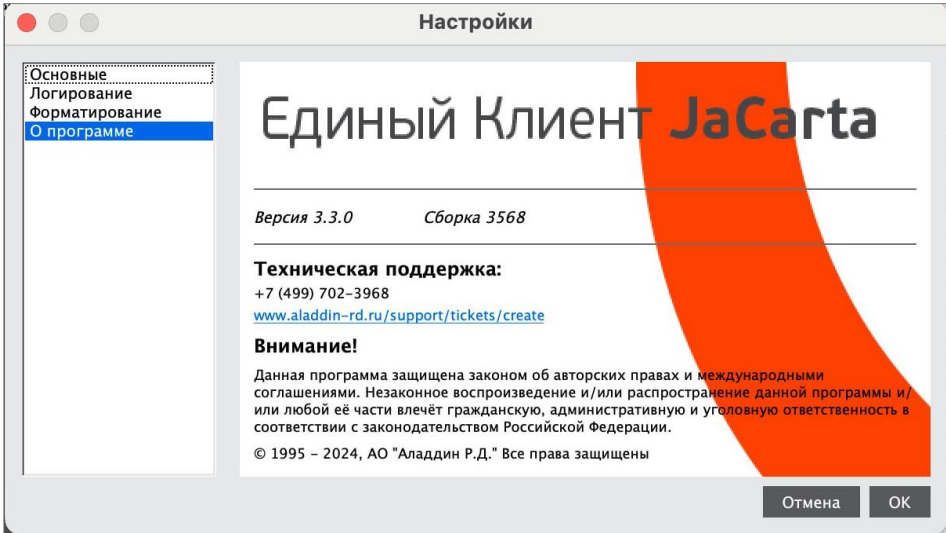 Настройки
Основные
Логирование
Форматирование
О программе
Единый Клиент JaCarta
Версия 3.3.0 Сборка 3568
Техническая поддержка:
+7 (499) 702-3968
www.aladdin-rd.ru/support/tickets/create
Внимание!
Данная программа защищена законом об авторских правах и международными
соглашениями. Незаконное воспроизведение и/или распространение данной программы и/
или любой её части влечёт гражданскую, административную и уголовную ответственность в
соответствии с законодательством Российской Федерации.
© 1995 – 2024, АО "Аладдин Р.Д." Все права защищены
Отмена OK